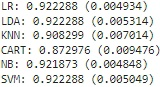 LR: 0.922288 (0.004934)
LDA: 0.922288 (0.005314)
KNN: 0.908299 (0.007014)
CART: 0.872976 (0.009476)
NB: 0.921873 (0.004848)
SVM: 0.922288 (0.005049)